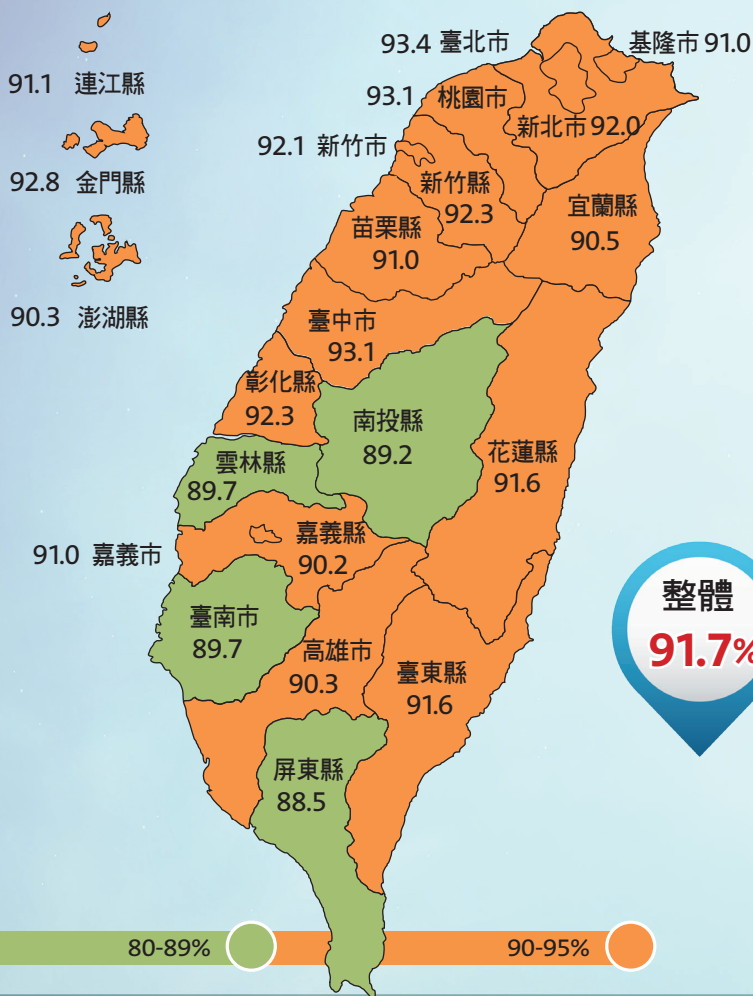 93.4 臺北市
基隆市 91.0
91.1 連江縣
93.1 桃園市
新北市 92.0
92.1 新竹市
92.8 金門縣
新竹縣
92.3
宜蘭縣
90.5
苗栗縣
91.0
90.3 澎湖縣
臺中市
93.1
彰化縣
92.3
南投縣
89.2
花蓮縣
91.6
雲林縣
89.7
91.0 嘉義市
嘉義縣
90.2
整體
91.7%
臺南市
89.7
高雄市
90.3
臺東縣
91.6
屏東縣
88.5
80-89%
90-95%